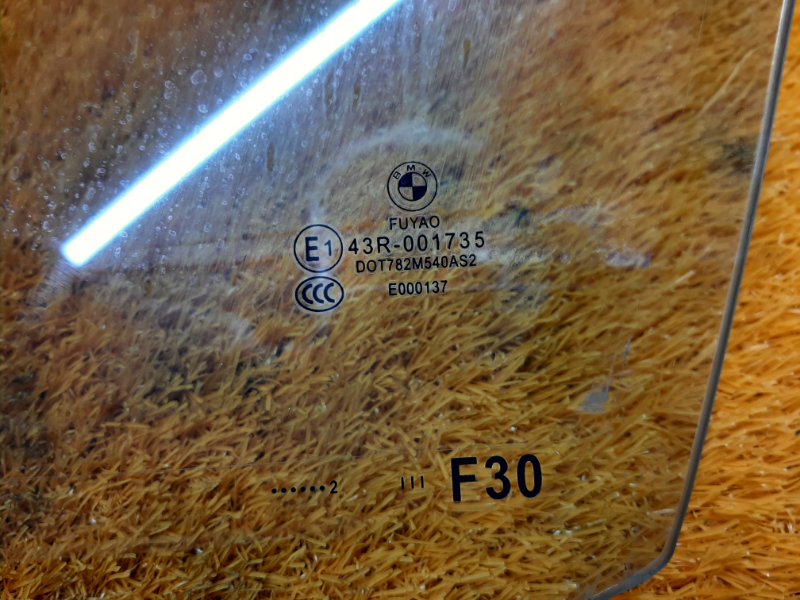 BMW
FUYAO
E1 43R-001735
DOT782M540AS2
CCC E000137
......2 III F30